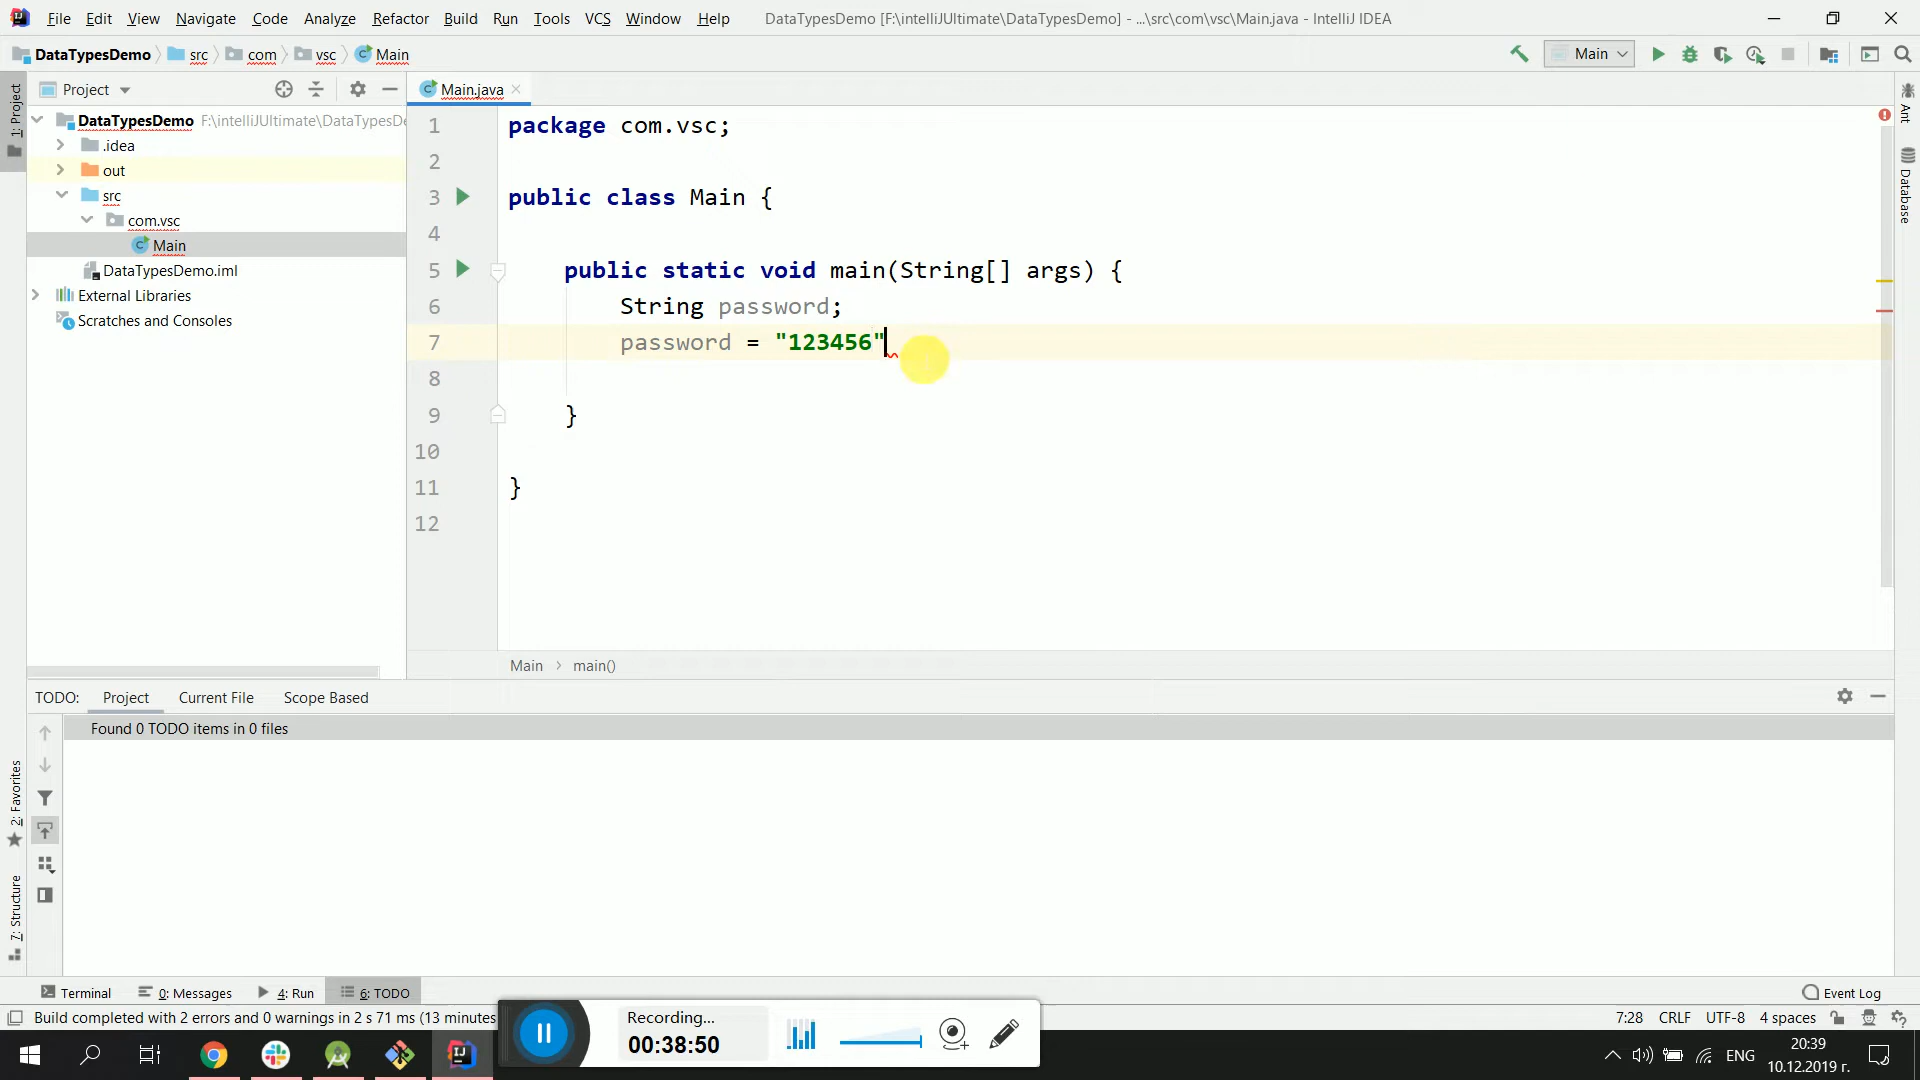 File Edit View Navigate Code Analyze Refactor Build Run Tools VCS Window Help DataTypesDemo [F:\intelliJUltimate\DataTypesDemo] - ...\src\com\vsc\Main.java - IntelliJ IDEA
DataTypesDemo src com vsc Main Main
1: Project
Project
Main.java
DataTypesDemo F:\intelliJUltimate\DataTypesD
.idea
out
src
com.vsc
Main
DataTypesDemo.iml
External Libraries
Scratches and Consoles
1 package com.vsc;
2
3 public class Main {
4
5 public static void main(String[] args) {
6 String password;
7 password = "123456"
8
9 }
10
11 }
12
Ant
Database
Main main()
TODO: Project Current File Scope Based
Found 0 TODO items in 0 files
2: Favorites
7: Structure
Terminal 0: Messages 4: Run 6: TODO Event Log
Build completed with 2 errors and 0 warnings in 2 s 71 ms (13 minutes 7:28 CRLF UTF-8 4 spaces
Recording...
00:38:50
ENG
20:39
10.12.2019 г.